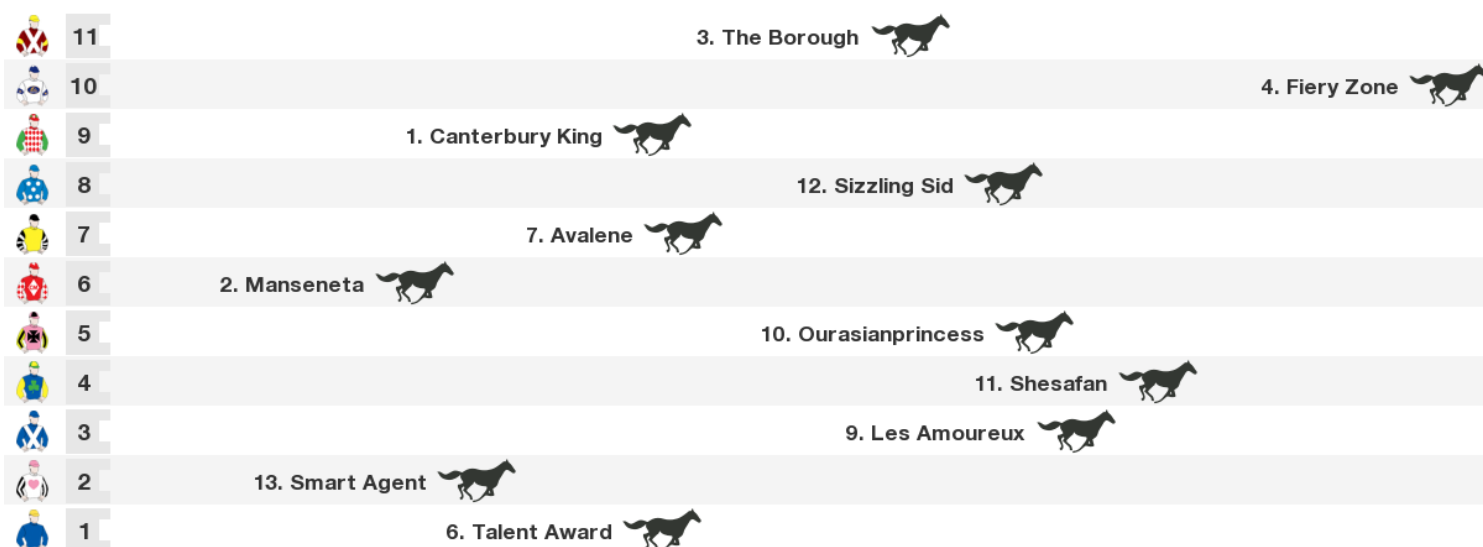 11 3. The Borough
10 4. Fiery Zone
9 1. Canterbury King
8 12. Sizzling Sid
7 7. Avalene
6 2. Manseneta
5 10. Ourasianprincess
4 11. Shesafan
3 9. Les Amoureux
2 13. Smart Agent
1 6. Talent Award